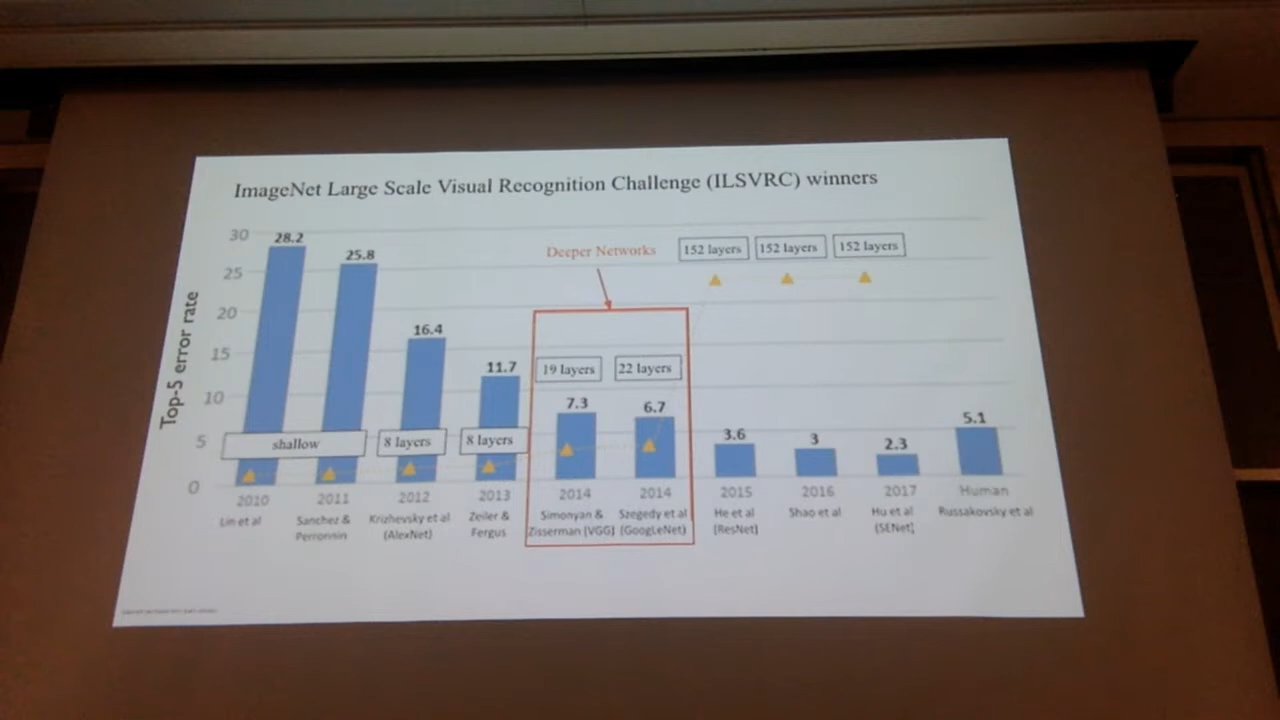 ImageNet Large Scale Visual Recognition Challenge (ILSVRC) winners
Top-5 error rate
30
25
20
15
10
5
0
28.2
25.8
16.4
11.7
7.3
6.7
3.6
3
2.3
5.1
Deeper Networks
shallow
8 layers
8 layers
19 layers
22 layers
152 layers
152 layers
152 layers
2010
Lin et al
2011
Sanchez &
Perronnin
2012
Krizhevsky et al
(AlexNet)
2013
Zeiler &
Fergus
2014
Simonyan &
Zisserman (VGG)
2014
Szegedy et al
(GoogLeNet)
2015
He et al
(ResNet)
2016
Shao et al
2017
Hu et al
(SENet)
Human
Russakovsky et al